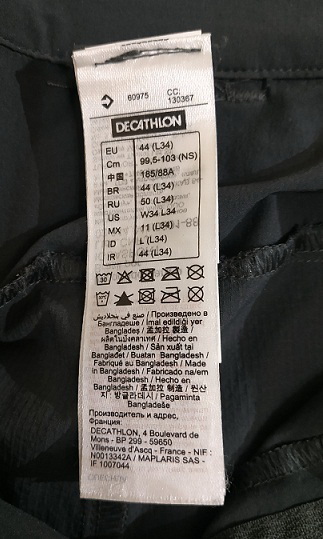 60975 CC:
130367
DECATHLON
EU 44 (L34)
Cm 99,5-103 (NS)
中国 185/88A
BR 44 (L34)
RU 50 (L34)
US W34 L34
MX 11 (L34)
ID L (L34)
IR 44 (L34)
30
صنع في بنجلاديش / Произведено в
Бангладеше / İmal edildiği yer
Bangladeş / 孟加拉 製造 /
ผลิตในบังคลาเทศ / Hecho en
Bangladesh / Sản xuất tại
Bangladet / Buatan Bangladesh /
Fabriqué au Bangladesh / Made in
Bangladesh / Fabricado na/em
Bangladesh / Hecho en
Bangladesh / 孟加拉 制造 / 원산
지: 방글라데시 / Pagaminta
Bangladeše
Производитель и адрес,
Франция:
DECATHLON, 4 Boulevard de
Mons - BP 299 - 59650
Villeneuve d'Ascq - France - NIF :
N0013342A / MAPLARIS SAS -
IF 1007044